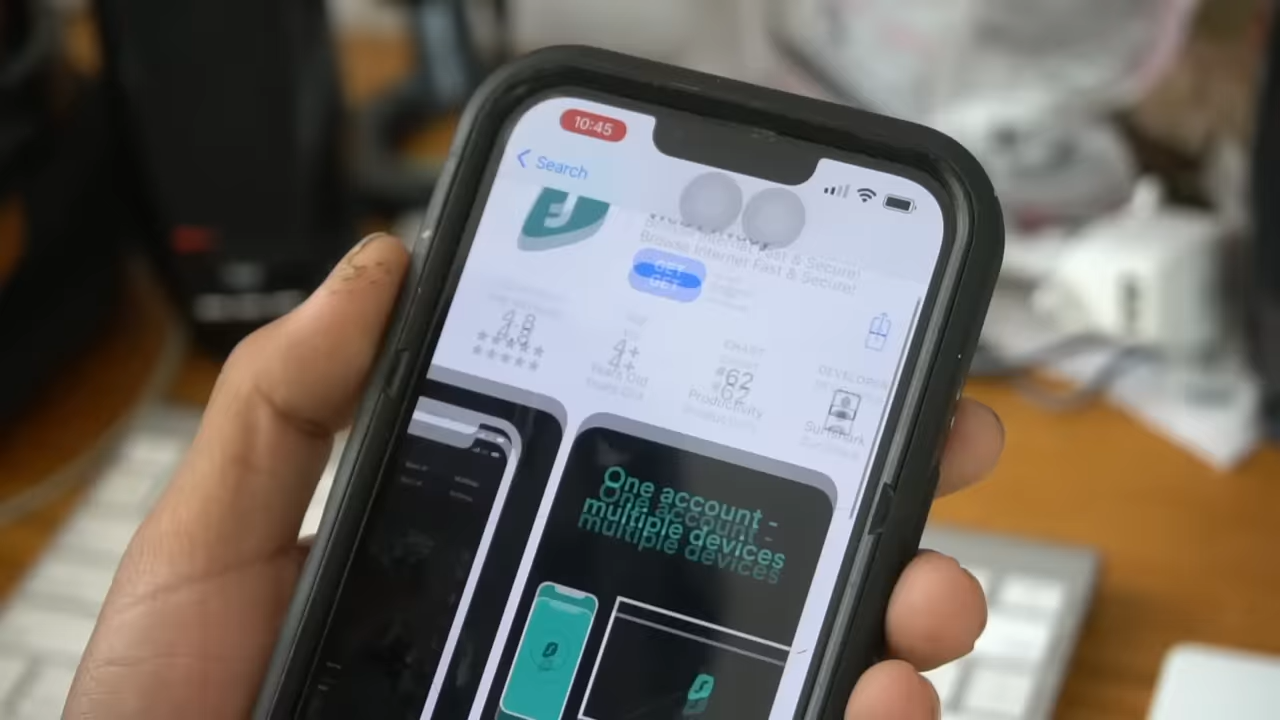 10:45
Search
Browse Internet Fast & Secure!
GET
4.8
★★★★★
4+
Years Old
CHART
#62
Productivity
DEVELOPER
Surfshark
One account -
multiple devices